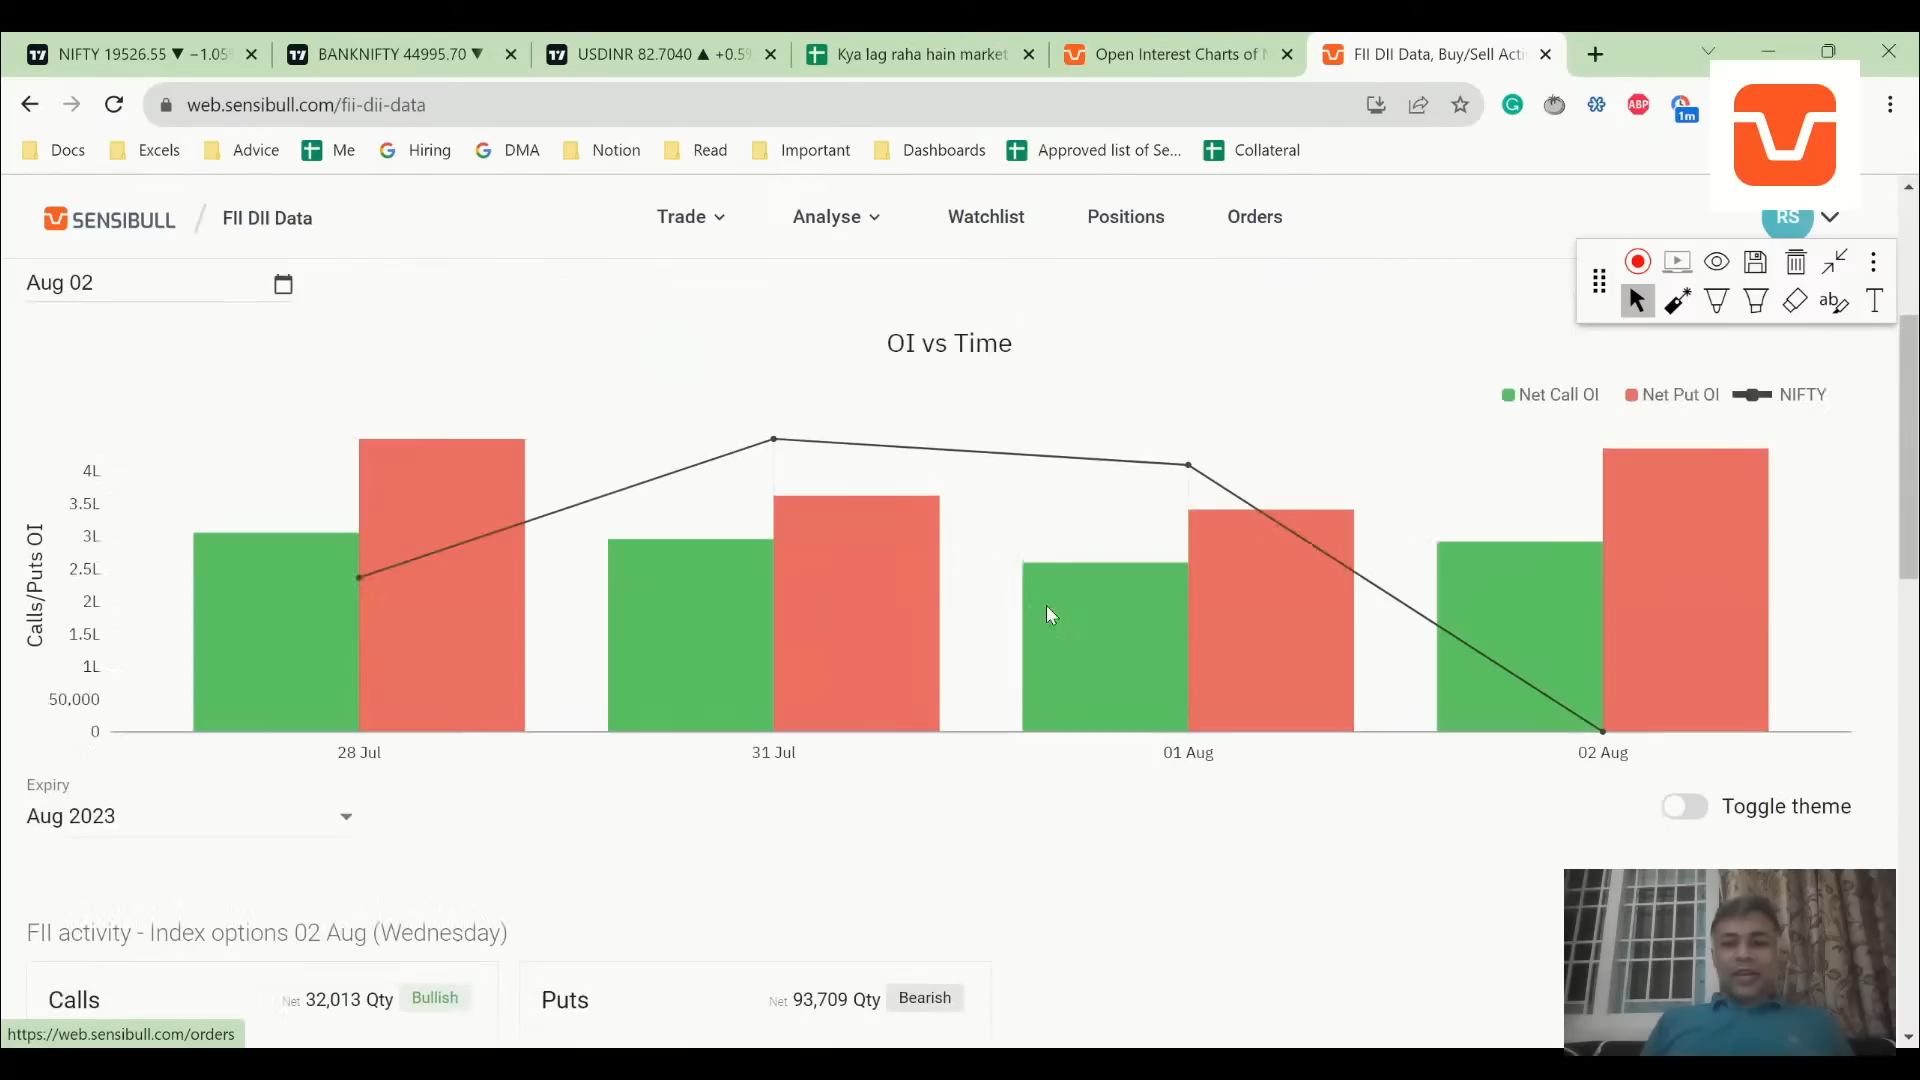 NIFTY 19526.55 ▼ −1.05
BANKNIFTY 44995.70 ▼
USDINR 82.7040 ▲ +0.5
Kya lag raha hain market
Open Interest Charts of
FII DII Data, Buy/Sell Acti
web.sensibull.com/fii-dii-data
ABP
1m
Docs
Excels
Advice
Me
Hiring
DMA
Notion
Read
Important
Dashboards
Approved list of Se...
Collateral
SENSIBULL / FII DII Data
Trade
Analyse
Watchlist
Positions
Orders
RS
Aug 02
ab
T
OI vs Time
Net Call OI
Net Put OI
NIFTY
Calls/Puts OI
4L
3.5L
3L
2.5L
2L
1.5L
1L
50,000
0
28 Jul
31 Jul
01 Aug
02 Aug
Expiry
Aug 2023
Toggle theme
FII activity - Index options 02 Aug (Wednesday)
Calls
Net 32,013 Qty
Bullish
Puts
Net 93,709 Qty
Bearish
https://web.sensibull.com/orders